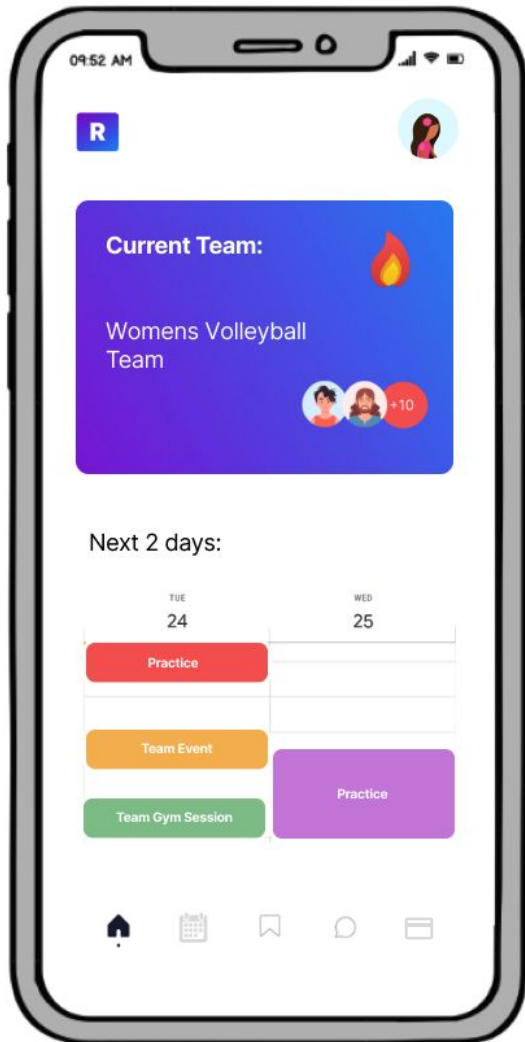 09:52 AM
R
Current Team:
Womens Volleyball
Team
+10
Next 2 days:
TUE
WED
24
25
Practice
Team Event
Practice
Team Gym Session